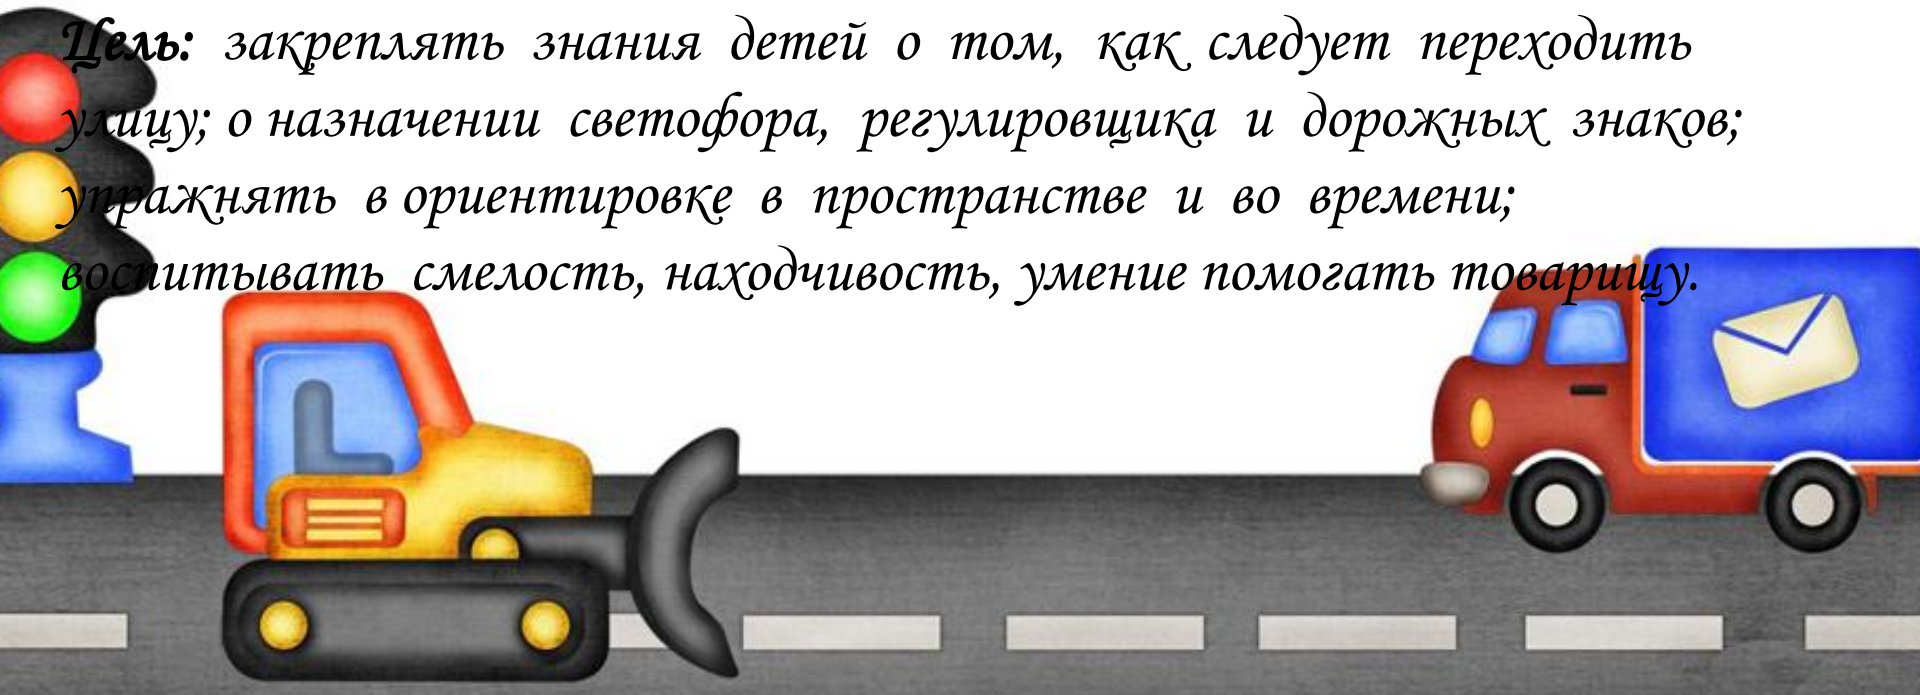 Цель: закреплять знания детей о том, как следует переходить
улицу; о назначении светофора, регулировщика и дорожных знаков;
упражнять в ориентировке в пространстве и во времени;
воспитывать смелость, находчивость, умение помогать товарищу.